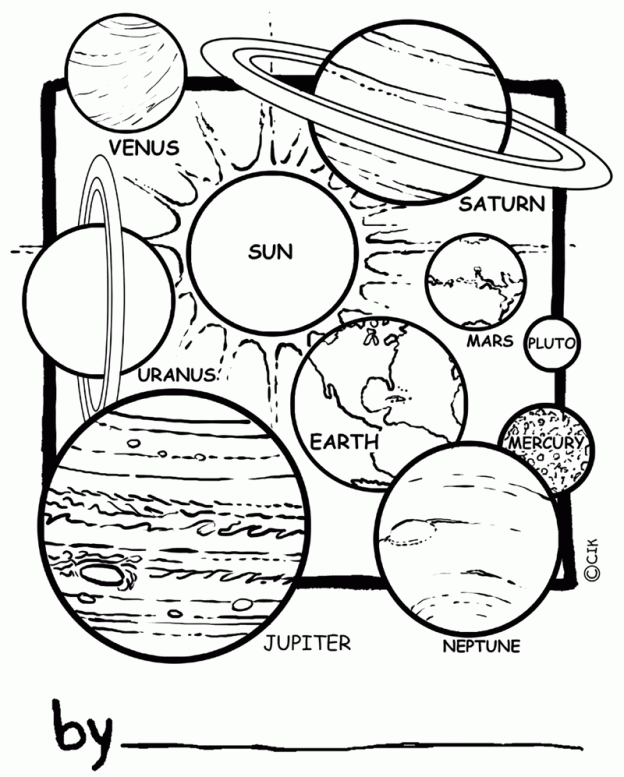 VENUS
SATURN
SUN
MARS
PLUTO
URANUS
EARTH
MERCURY
©CIK
JUPITER
NEPTUNE
by